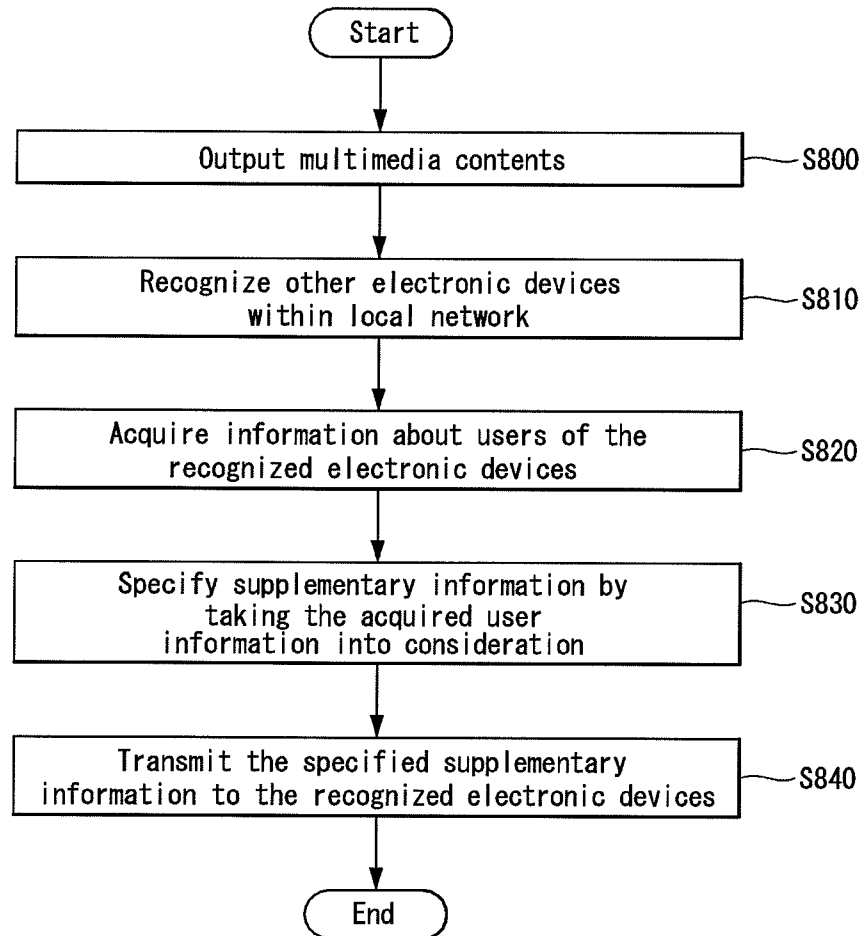 Start
Output multimedia contents
S800
Recognize other electronic devices
within local network
S810
Acquire information about users of the
recognized electronic devices
S820
Specify supplementary information by
taking the acquired user
information into consideration
S830
Transmit the specified supplementary
information to the recognized electronic devices
S840
End